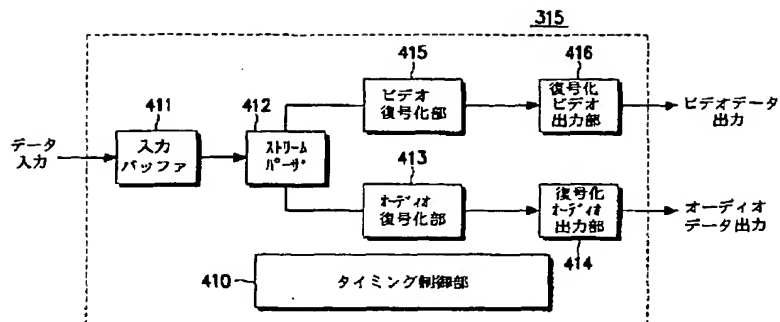 315
415
416
411
412
ビデオ
復号化部
復号化
ビデオ
出力部
ビデオデータ
出力
データ
入力
入力
バッファ
ストリーム
パーザ
413
オーディオ
復号化部
復号化
オーディオ
出力部
オーディオ
データ出力
410
タイミング制御部
414